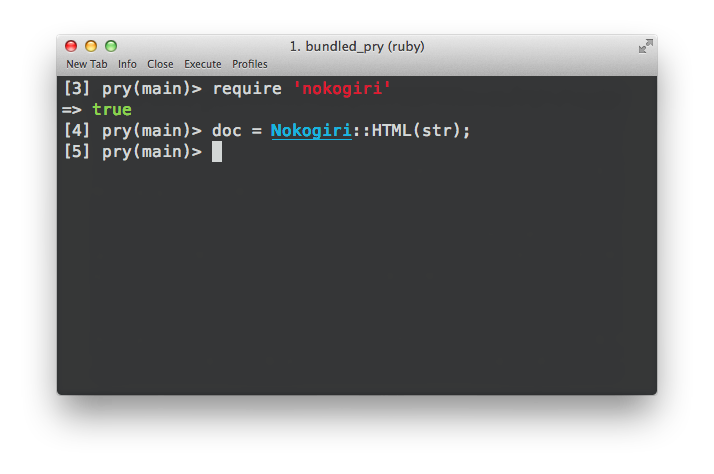 1. bundled_pry (ruby)
New Tab Info Close Execute Profiles
[3] pry(main)> require 'nokogiri'
=> true
[4] pry(main)> doc = Nokogiri::HTML(str);
[5] pry(main)>